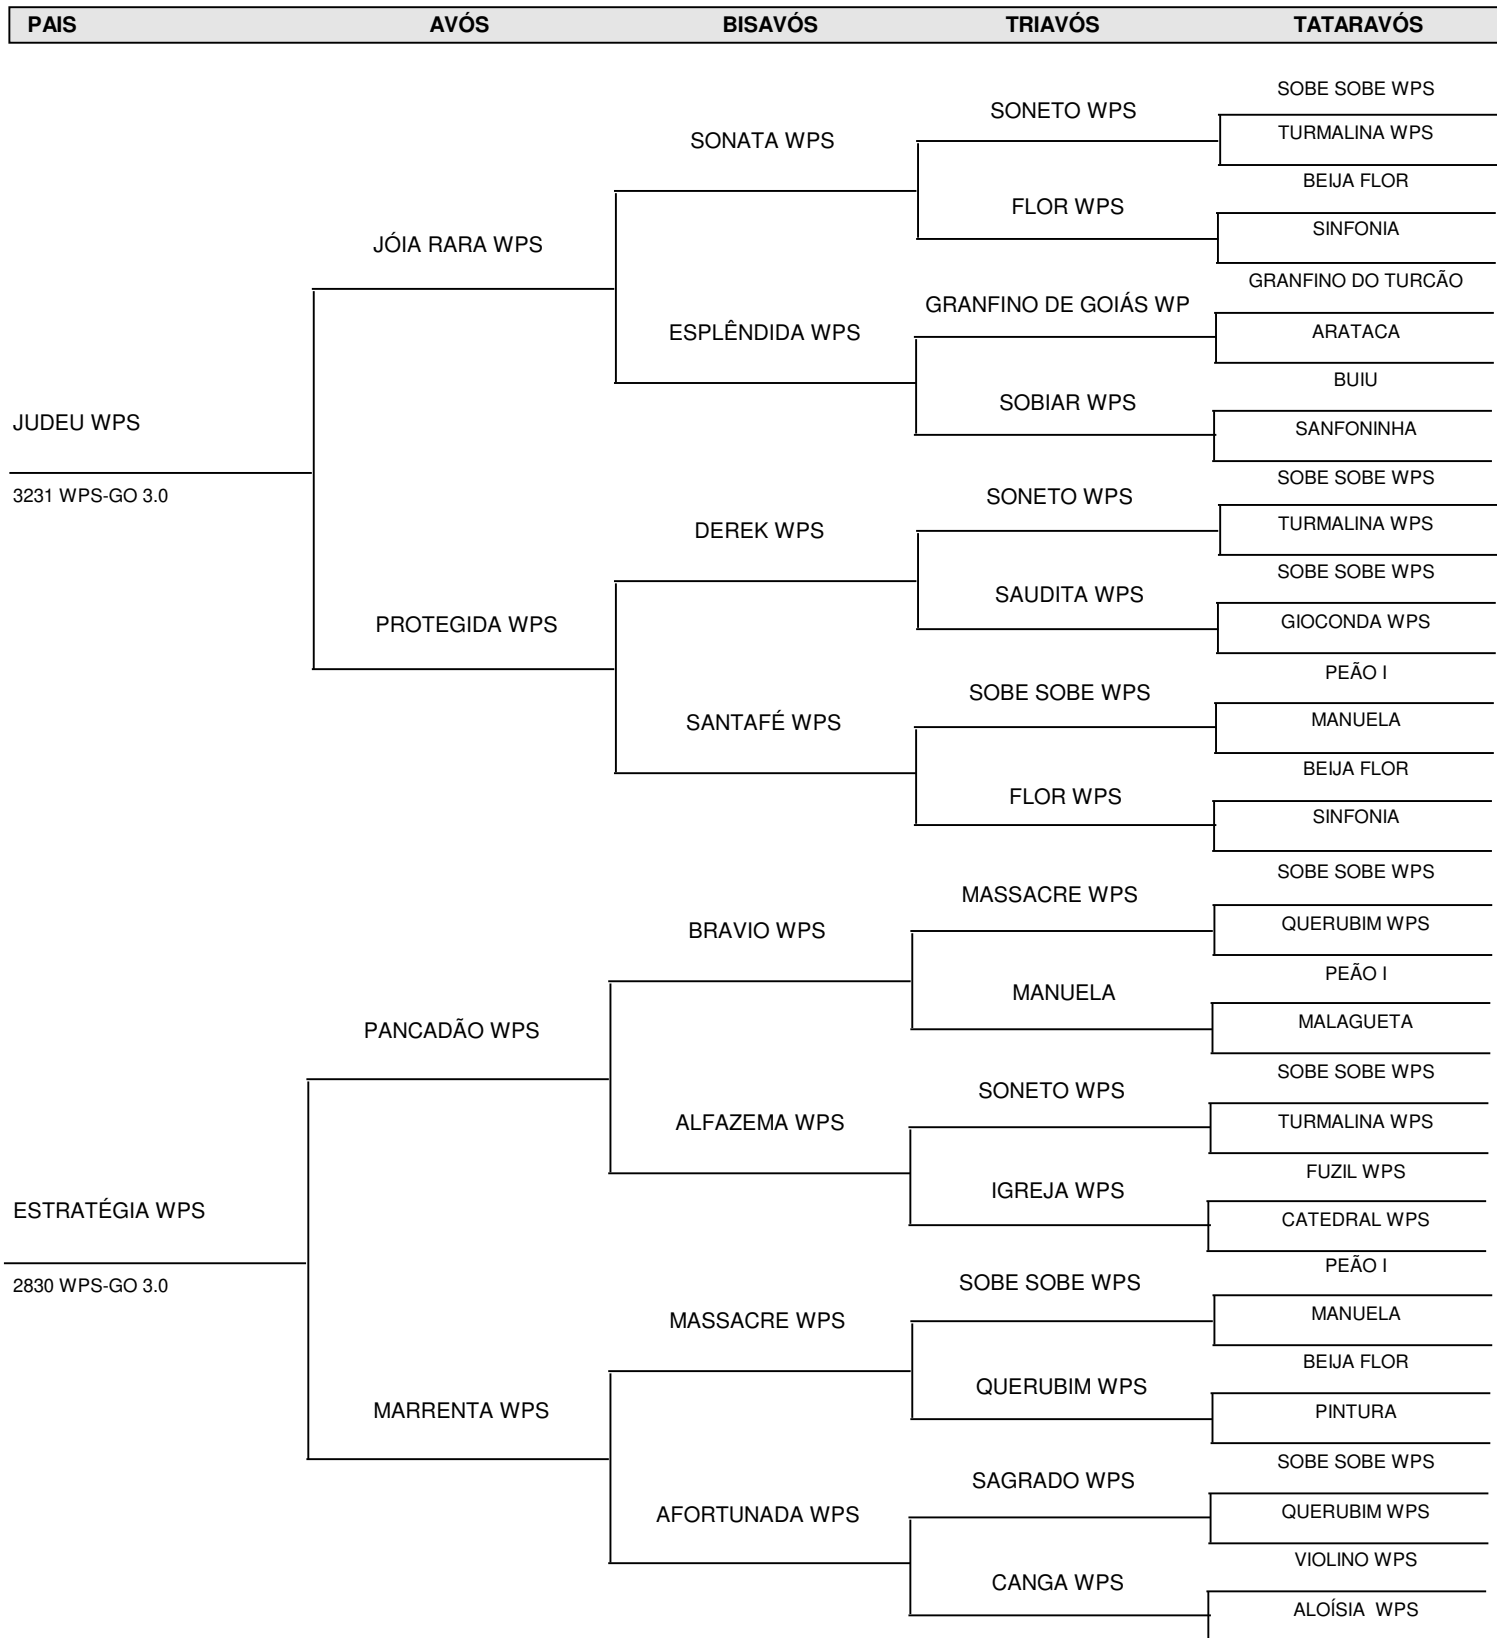 PAIS AVÓS BISAVÓS TRIAVÓS TATARAVÓS
SOBE SOBE WPS
SONETO WPS
TURMALINA WPS
SONATA WPS
BEIJA FLOR
FLOR WPS
SINFONIA
JÓIA RARA WPS
GRANFINO DO TURCÃO
GRANFINO DE GOIÁS WP
ARATACA
ESPLÊNDIDA WPS
BUIU
SOBIAR WPS
SANFONINHA
JUDEU WPS
SOBE SOBE WPS
3231 WPS-GO 3.0
SONETO WPS
TURMALINA WPS
DEREK WPS
SOBE SOBE WPS
SAUDITA WPS
GIOCONDA WPS
PROTEGIDA WPS
PEÃO I
SOBE SOBE WPS
MANUELA
SANTAFÉ WPS
BEIJA FLOR
FLOR WPS
SINFONIA
SOBE SOBE WPS
MASSACRE WPS
QUERUBIM WPS
BRAVIO WPS
PEÃO I
MANUELA
MALAGUETA
PANCADÃO WPS
SOBE SOBE WPS
SONETO WPS
TURMALINA WPS
ALFAZEMA WPS
FUZIL WPS
IGREJA WPS
CATEDRAL WPS
ESTRATÉGIA WPS
PEÃO I
2830 WPS-GO 3.0
SOBE SOBE WPS
MANUELA
MASSACRE WPS
BEIJA FLOR
QUERUBIM WPS
PINTURA
MARRENTA WPS
SOBE SOBE WPS
SAGRADO WPS
QUERUBIM WPS
AFORTUNADA WPS
VIOLINO WPS
CANGA WPS
ALOÍSIA WPS